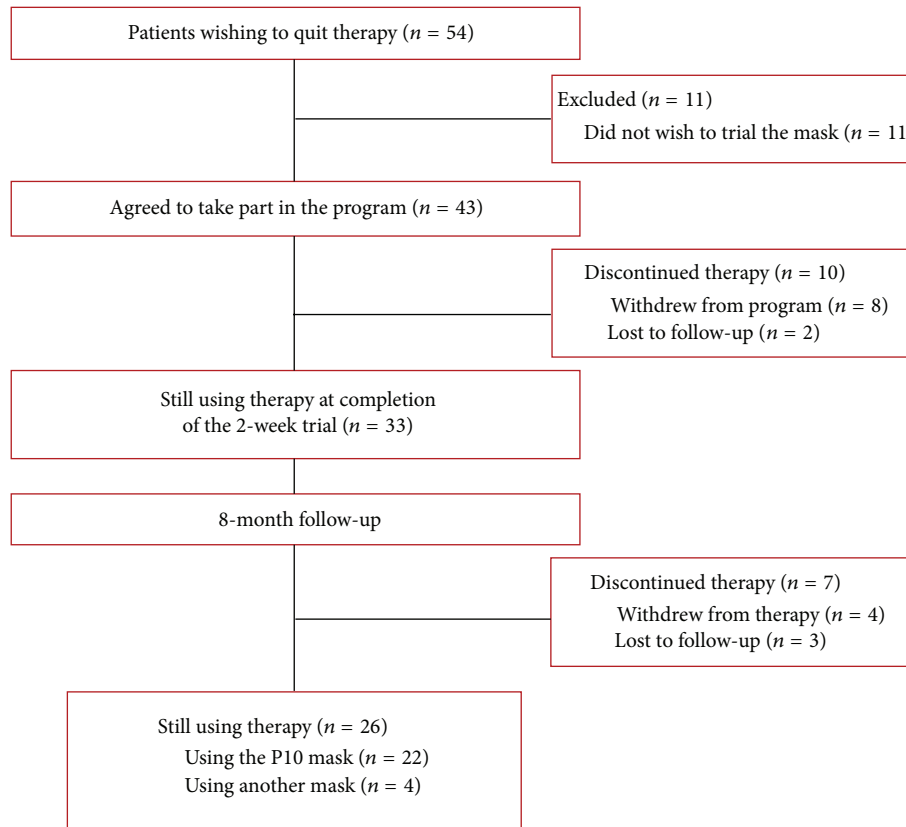 Patients wishing to quit therapy (n = 54)
Excluded (n = 11)
Did not wish to trial the mask (n = 11
Agreed to take part in the program (n = 43)
Discontinued therapy (n = 10)
Withdrew from program (n = 8)
Lost to follow-up (n = 2)
Still using therapy at completion
of the 2-week trial (n = 33)
8-month follow-up
Discontinued therapy (n = 7)
Withdrew from therapy (n = 4)
Lost to follow-up (n = 3)
Still using therapy (n = 26)
Using the P10 mask (n = 22)
Using another mask (n = 4)